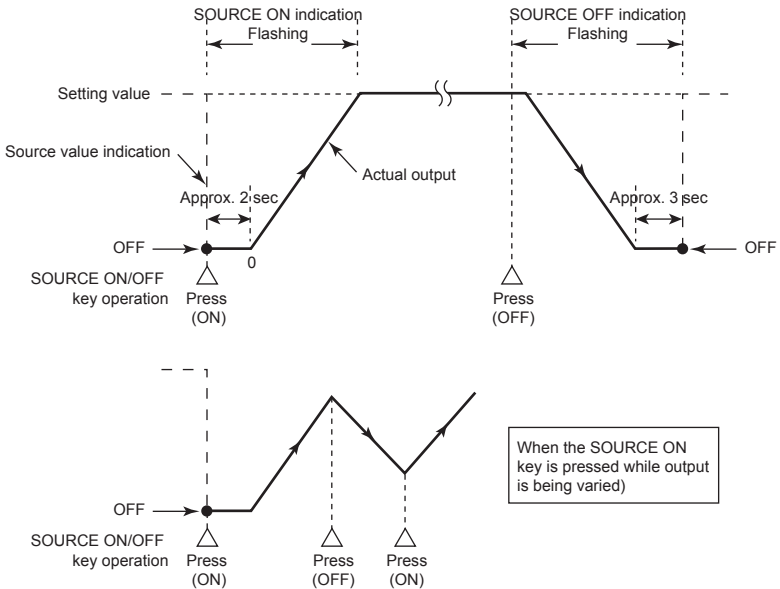 SOURCE ON indication
Flashing
SOURCE OFF indication
Flashing
Setting value
Source value indication
Actual output
Approx. 2 sec
Approx. 3 sec
OFF
OFF
0
SOURCE ON/OFF
key operation
Press
(ON)
Press
(OFF)
When the SOURCE ON
key is pressed while output
is being varied)
OFF
SOURCE ON/OFF
key operation
Press
(ON)
Press
(OFF)
Press
(ON)